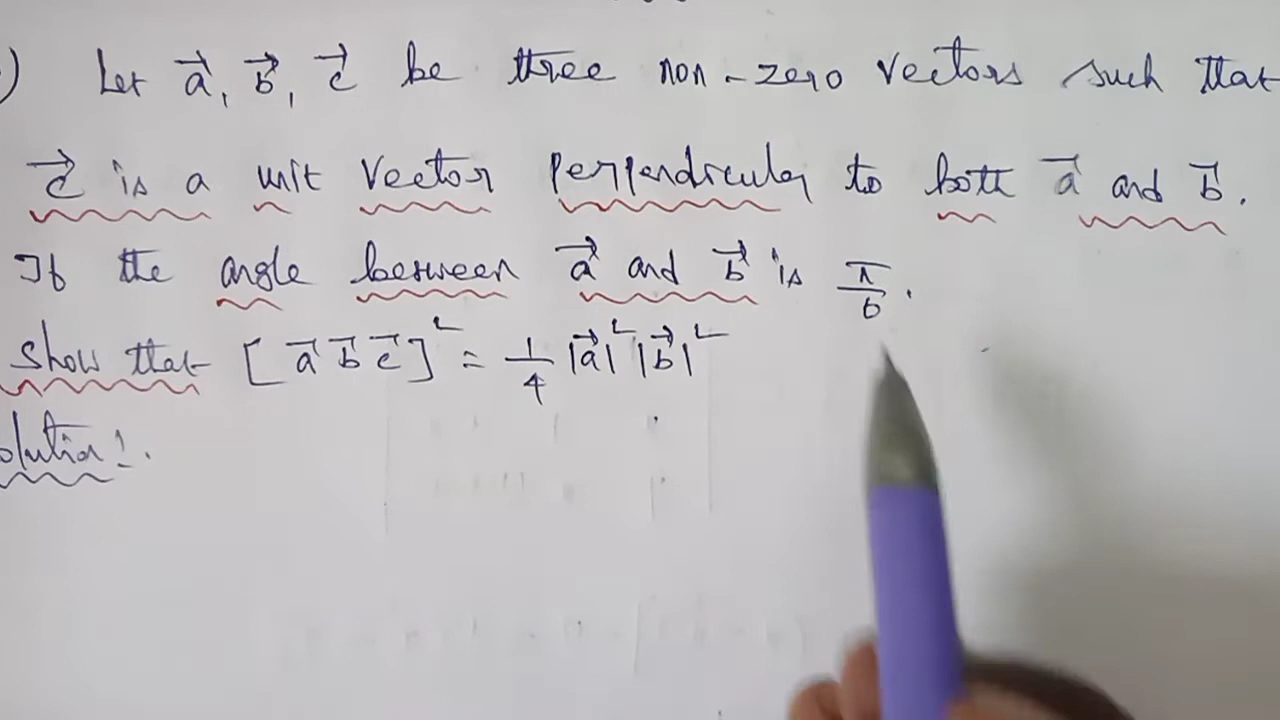 ) Let a⃗, b⃗, c⃗ be three non-zero vectors such that
c⃗ is a unit vector perpendicular to both a⃗ and b⃗.
If the angle between a⃗ and b⃗ is π/6.
show that [a⃗ b⃗ c⃗]² = 1/4 |a⃗|² |b⃗|²
olution:.